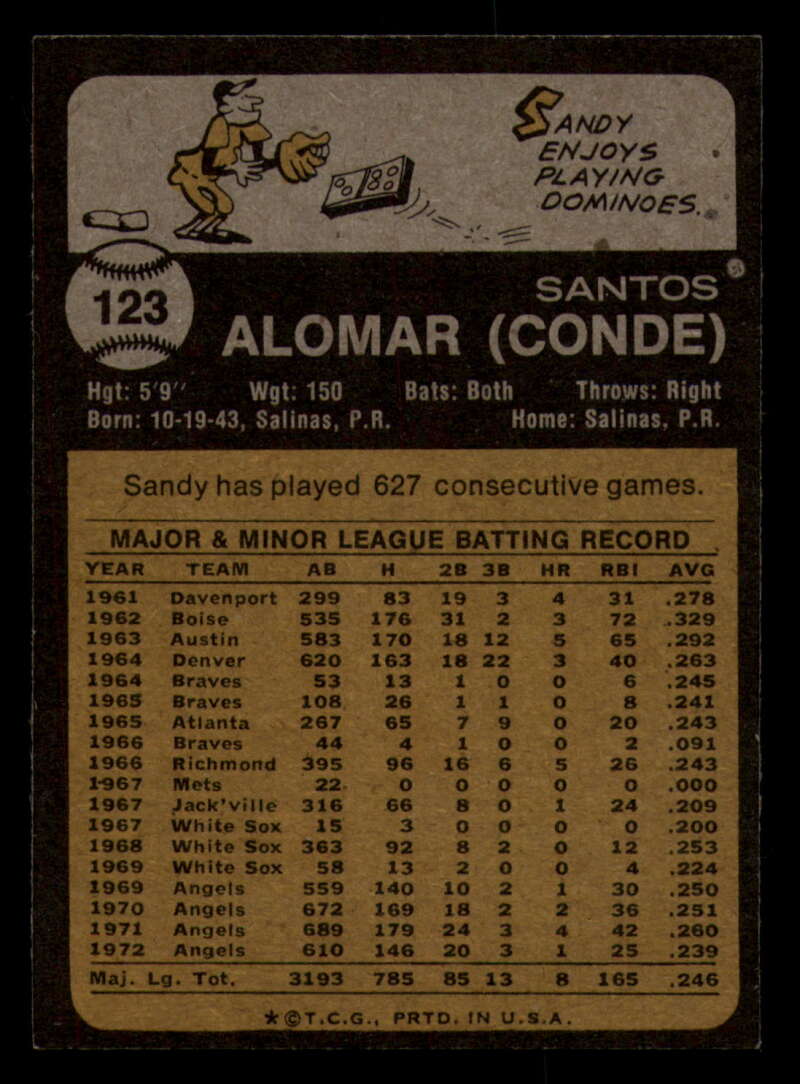 SANDY
ENJOYS
PLAYING
DOMINOES.
123
SANTOS
ALOMAR (CONDE)
Hgt: 5'9" Wgt: 150 Bats: Both Throws: Right
Born: 10-19-43, Salinas, P.R. Home: Salinas, P.R.
Sandy has played 627 consecutive games.
MAJOR & MINOR LEAGUE BATTING RECORD
YEAR TEAM AB H 2B 3B HR RBI AVG
1961 Davenport 299 83 19 3 4 31 .278
1962 Boise 535 176 31 2 3 72 .329
1963 Austin 583 170 18 12 5 65 .292
1964 Denver 620 163 18 22 3 40 .263
1964 Braves 53 13 1 0 0 6 .245
1965 Braves 108 26 1 1 0 8 .241
1965 Atlanta 267 65 7 9 0 20 .243
1966 Braves 44 4 1 0 0 2 .091
1966 Richmond 395 96 16 6 5 26 .243
1967 Mets 22 0 0 0 0 0 .000
1967 Jack'ville 316 66 8 0 1 24 .209
1967 White Sox 15 3 0 0 0 0 .200
1968 White Sox 363 92 8 2 0 12 .253
1969 White Sox 58 13 2 0 0 4 .224
1969 Angels 559 140 10 2 1 30 .250
1970 Angels 672 169 18 2 2 36 .251
1971 Angels 689 179 24 3 4 42 .260
1972 Angels 610 146 20 3 1 25 .239
Maj. Lg. Tot. 3193 785 85 13 8 165 .246
★©T.C.G., PRTD. IN U.S.A.